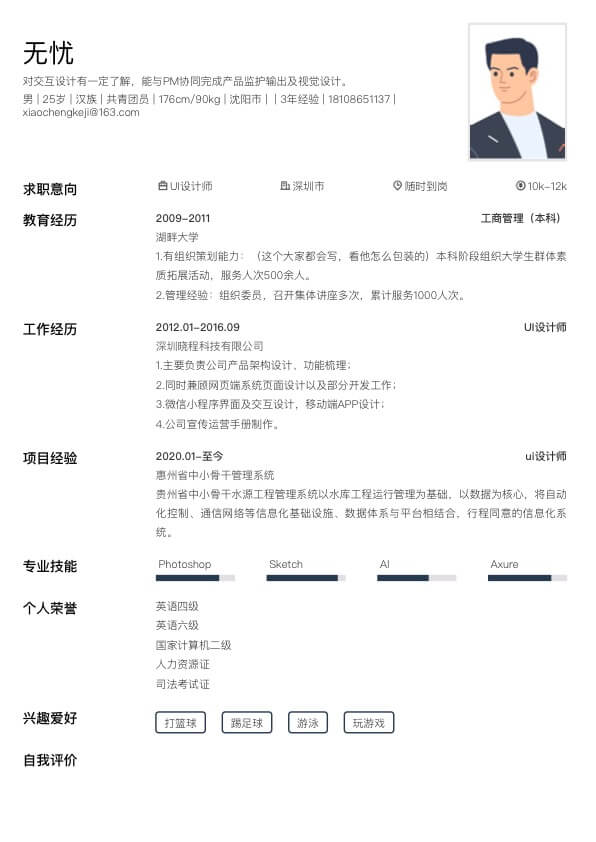 无忧
对交互设计有一定了解，能与PM协同完成产品监护输出及视觉设计。
男 | 25岁 | 汉族 | 共青团员 | 176cm/90kg | 沈阳市 | | 3年经验 | 18108651137 |
xiaochengkeji@163.com
求职意向
UI设计师 深圳市 随时到岗 10k-12k
教育经历
2009-2011 工商管理（本科）
湖畔大学
1.有组织策划能力：（这个大家都会写，看他怎么包装的）本科阶段组织大学生群体素
质拓展活动，服务人次500余人。
2.管理经验：组织委员，召开集体讲座多次，累计服务1000人次。
工作经历
2012.01-2016.09 UI设计师
深圳晓程科技有限公司
1.主要负责公司产品架构设计，功能梳理；
2.同时兼顾网页端系统页面设计以及部分开发工作；
3.微信小程序界面及交互设计，移动端APP设计；
4.公司宣传运营手册制作。
项目经验
2020.01-至今 ui设计师
惠州省中小骨干管理系统
贵州省中小骨干水源工程管理系统以水库工程运行管理为基础，以数据为核心，将自动
化控制、通信网络等信息化基础设施、数据体系与平台相结合，行程同意的信息化系
统。
专业技能
Photoshop Sketch AI Axure
个人荣誉
英语四级
英语六级
国家计算机二级
人力资源证
司法考试证
兴趣爱好
打篮球 踢足球 游泳 玩游戏
自我评价